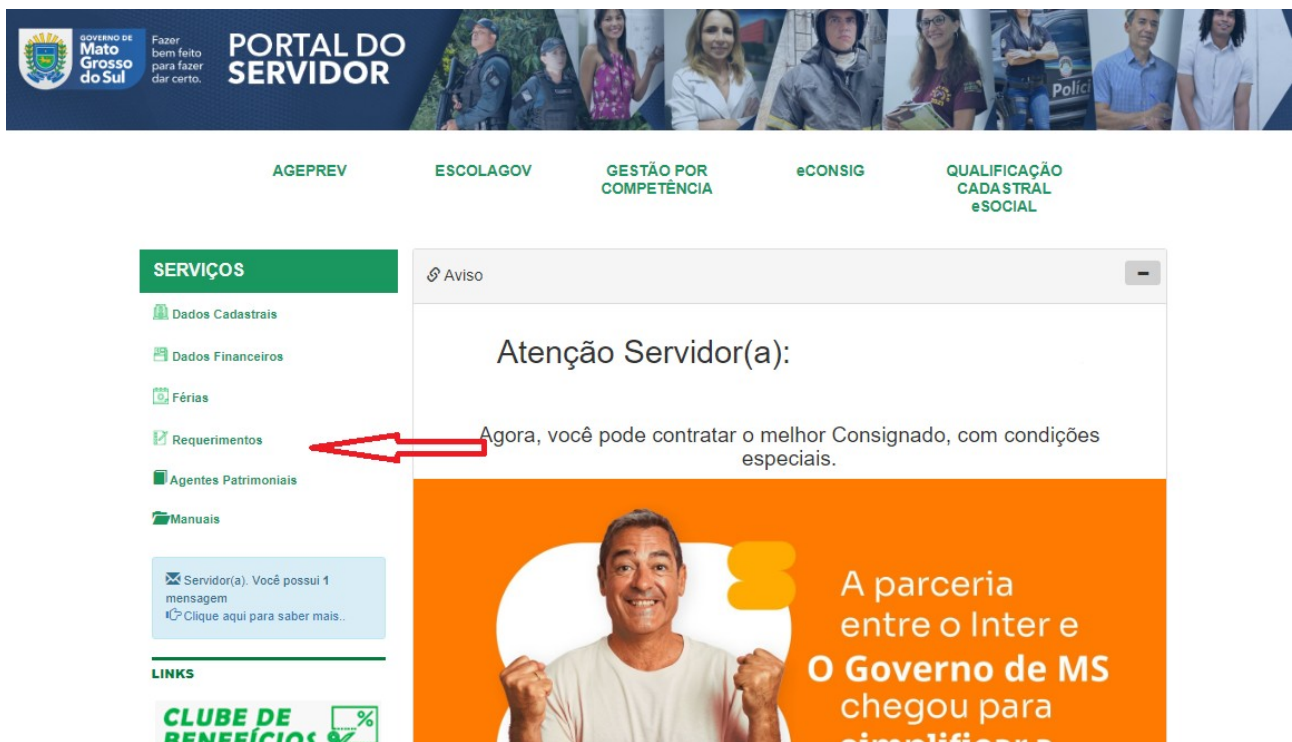 GOVERNO DE
Mato
Grosso
do Sul
Fazer
bem feito
para fazer
dar certo.
PORTAL DO
SERVIDOR
Políci
AGEPREV
ESCOLAGOV
GESTÃO POR
COMPETÊNCIA
eCONSIG
QUALIFICAÇÃO
CADASTRAL
eSOCIAL
SERVIÇOS
Dados Cadastrais
Dados Financeiros
Férias
Requerimentos
Agentes Patrimoniais
Manuais
Servidor(a). Você possui 1
mensagem
Clique aqui para saber mais..
LINKS
CLUBE DE
BENEFÍCIOS %
Aviso
Atenção Servidor(a):
Agora, você pode contratar o melhor Consignado, com condições
especiais.
A parceria
entre o Inter e
O Governo de MS
chegou para
simplificar a